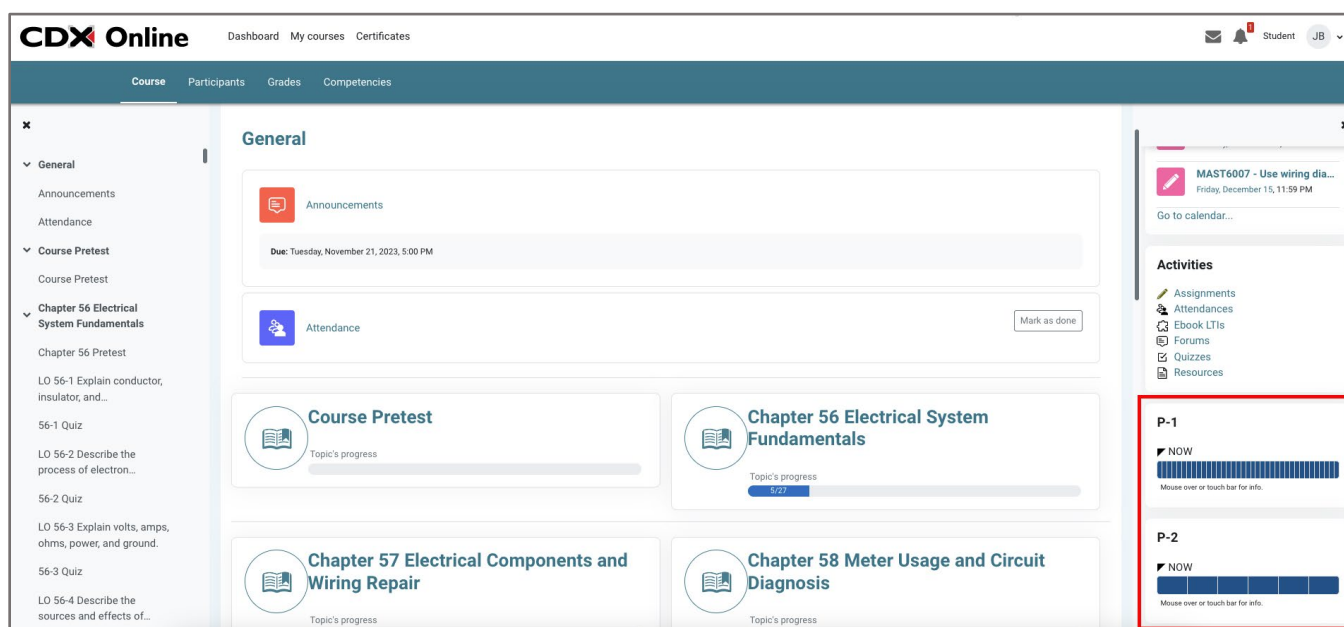 CDX Online
Dashboard My courses Certificates
1
Student JB
Course Participants Grades Competencies
General
Announcements
Attendance
Course Pretest
Course Pretest
Chapter 56 Electrical
System Fundamentals
Chapter 56 Pretest
LO 56-1 Explain conductor,
insulator, and...
56-1 Quiz
LO 56-2 Describe the
process of electron...
56-2 Quiz
LO 56-3 Explain volts, amps,
ohms, power, and ground.
56-3 Quiz
LO 56-4 Describe the
sources and effects of...
General
Announcements
Due: Tuesday, November 21, 2023, 5:00 PM
Attendance
Mark as done
Course Pretest
Topic's progress
Chapter 56 Electrical System
Fundamentals
Topic's progress
5/27
Chapter 57 Electrical Components and
Wiring Repair
Topic's progress
Chapter 58 Meter Usage and Circuit
Diagnosis
Topic's progress
MAST6007 - Use wiring dia...
Friday, December 15, 11:59 PM
Go to calendar...
Activities
Assignments
Attendances
Ebook LTIs
Forums
Quizzes
Resources
P-1
NOW
Mouse over or touch bar for info.
P-2
NOW
Mouse over or touch bar for info.